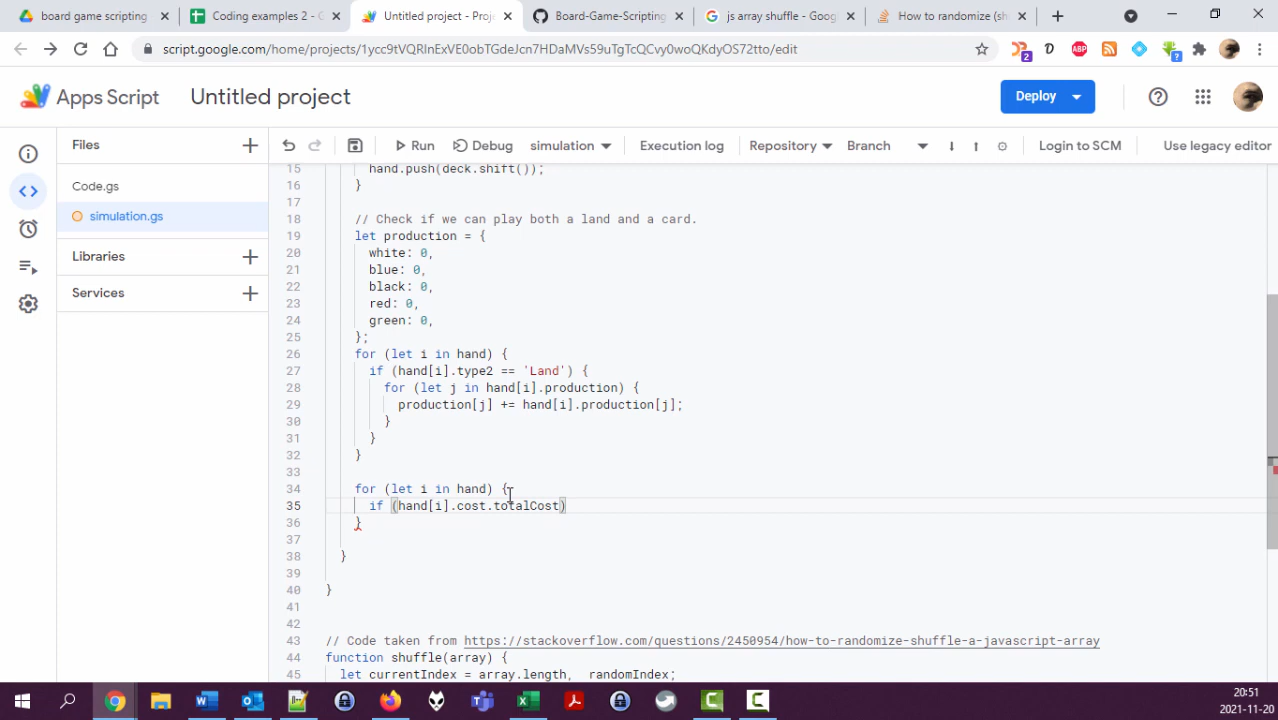 board game scripting
Coding examples 2 - G
Untitled project - Proje
Board-Game-Scripting
js array shuffle - Goog
How to randomize (sh
script.google.com/home/projects/1ycc9tVQRlnExVE0obTGdeJcn7HDaMVs59uTgTcQCvy0woQKdyOS72tto/edit
2
D
ABP
?
Apps Script
Untitled project
Deploy
Files
Run
Debug
simulation
Execution log
Repository
Branch
Login to SCM
Use legacy editor
Code.gs
simulation.gs
Libraries
Services
15 hand.push(deck.shift());
16 }
17
18 // Check if we can play both a land and a card.
19 let production = {
20 white: 0,
21 blue: 0,
22 black: 0,
23 red: 0,
24 green: 0,
25 };
26 for (let i in hand) {
27 if (hand[i].type2 == 'Land') {
28 for (let j in hand[i].production) {
29 production[j] += hand[i].production[j];
30 }
31 }
32 }
33
34 for (let i in hand) {
35 if (hand[i].cost.totalCost)
36 }
37
38 }
39
40 }
41
42
43 // Code taken from https://stackoverflow.com/questions/2450954/how-to-randomize-shuffle-a-javascript-array
44 function shuffle(array) {
45 let currentIndex = array.length, randomIndex;
20:51
2021-11-20